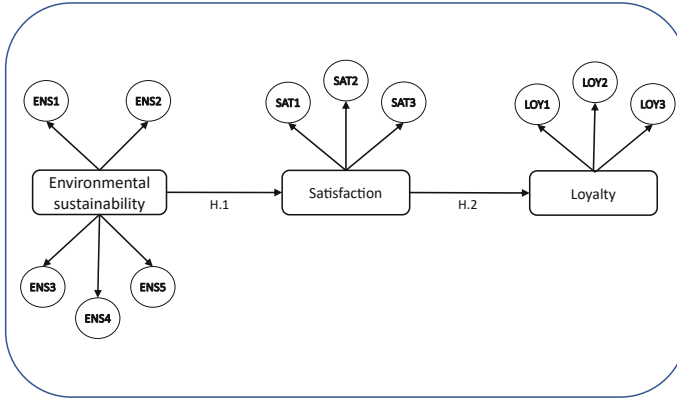 ENS1
ENS2
SAT1
SAT2
SAT3
LOY1
LOY2
LOY3
Environmental
sustainability
H.1
Satisfaction
H.2
Loyalty
ENS3
ENS4
ENS5